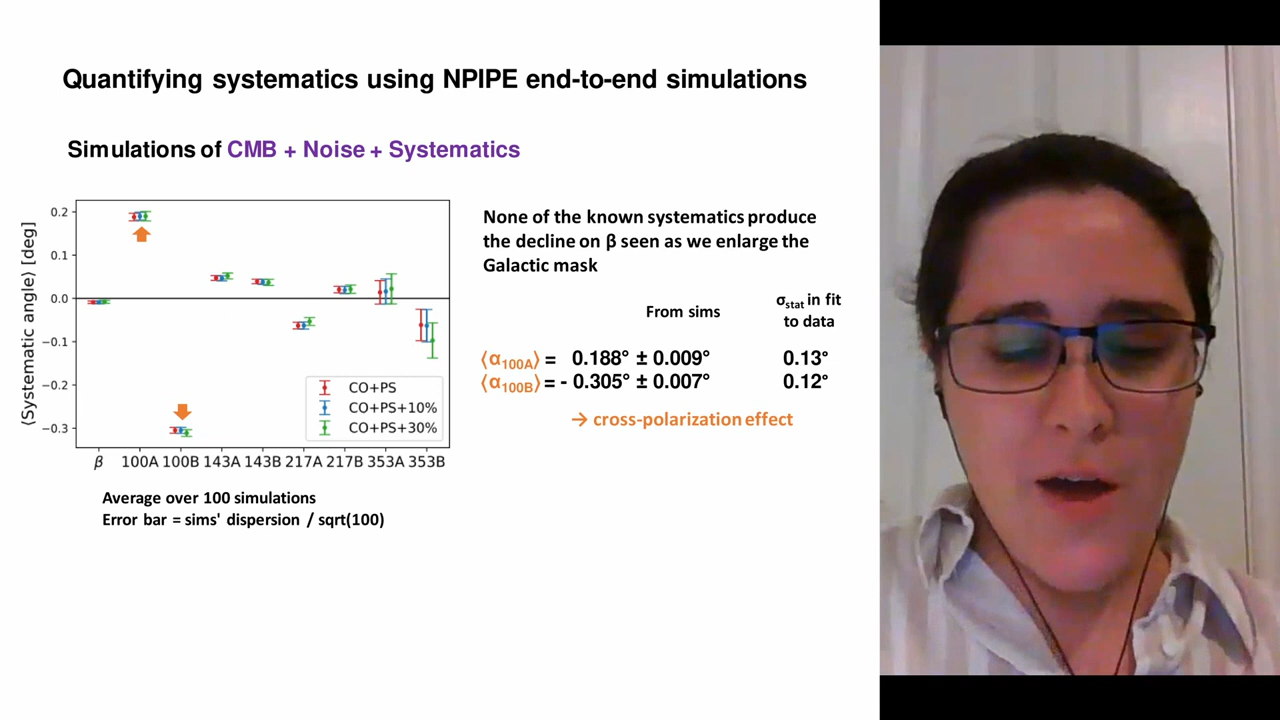 Quantifying systematics using NPIPE end-to-end simulations
Simulations of CMB + Noise + Systematics
⟨Systematic angle⟩ [deg]
0.2
0.1
0.0
−0.1
−0.2
−0.3
CO+PS
CO+PS+10%
CO+PS+30%
β 100A 100B 143A 143B 217A 217B 353A 353B
Average over 100 simulations
Error bar = sims' dispersion / sqrt(100)
None of the known systematics produce
the decline on β seen as we enlarge the
Galactic mask
From sims
σstat in fit
to data
⟨α100A⟩ = 0.188° ± 0.009° 0.13°
⟨α100B⟩ = - 0.305° ± 0.007° 0.12°
→ cross-polarization effect